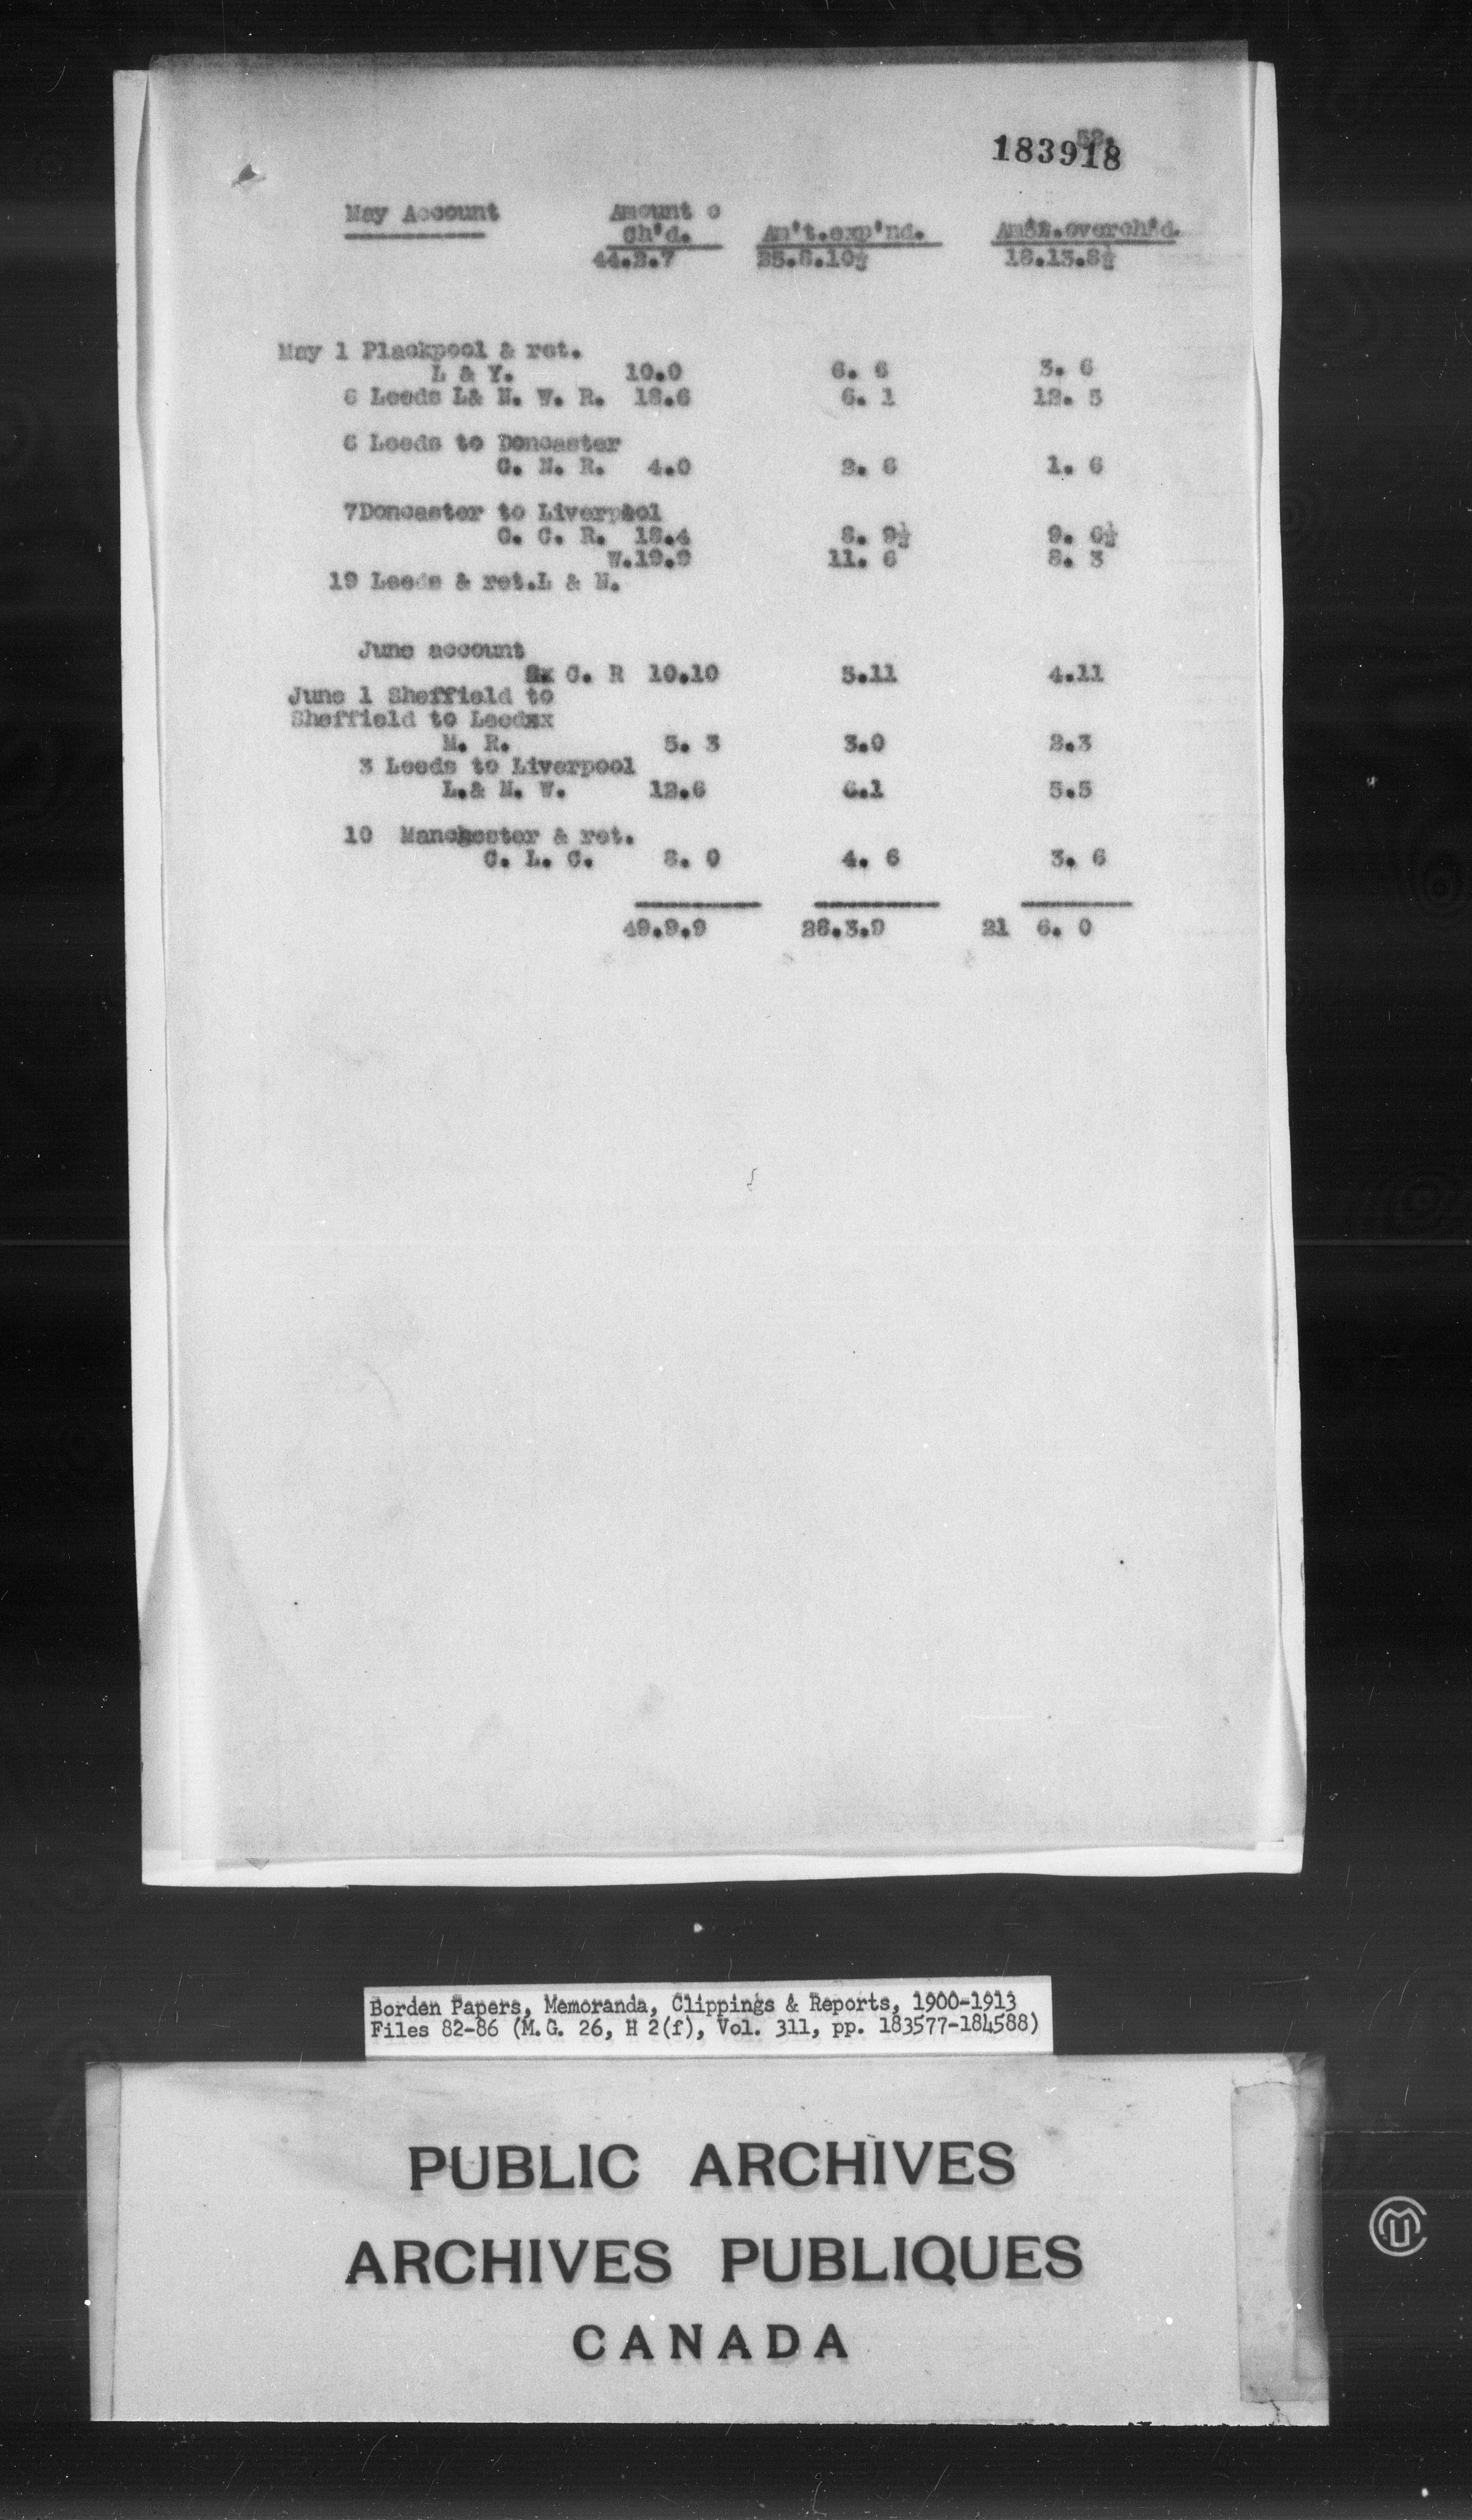 52.
183918
May Account Amount c
Ch'd. Am't.exp'nd. Am't.overch'd.
44.2.7 25.8.10½ 18.13.8½
May 1 Plackpool & ret.
L & Y. 10.0 6. 6 3. 6
6 Leeds L& N. W. R. 18.6 6. 1 12. 5
6 Leeds to Doncaster
G. N. R. 4.0 2. 6 1. 6
7Doncaster to Liverpool
G. C. R. 18.4 8. 9½ 9. 6½
W.19.9 11. 6 8. 3
19 Leeds & ret.L & N.
June account
G. R 10.10 5.11 4.11
June 1 Sheffield to
Sheffield to Leedxx
M. R. 5. 3 3.0 2.3
3 Leeds to Liverpool
L.& N. W. 12.6 6.1 5.5
10 Manchester & ret.
C. L. C. 8. 0 4. 6 3. 6
49.9.9 28.3.9 21 6. 0
Borden Papers, Memoranda, Clippings & Reports, 1900-1913
Files 82-86 (M.G. 26, H 2(f), Vol. 311, pp. 183577-184588)
PUBLIC ARCHIVES
ARCHIVES PUBLIQUES
CANADA